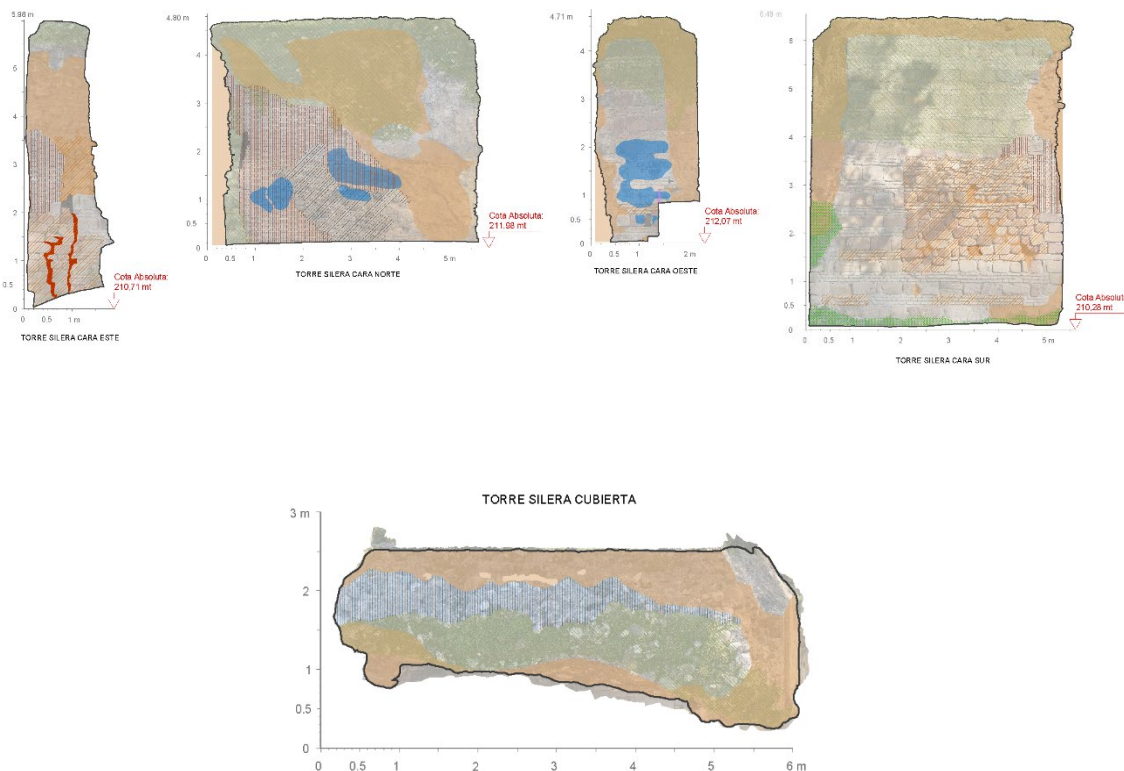 5.98 m
5
4
3
2
1
0.5
0
0 0.5 1 m
Cota Absoluta:
210,71 mt
TORRE SILERA CARA ESTE
4.80 m
4
3
2
1
0.5
0
0.5 1 2 3 4 5 m
Cota Absoluta:
211.98 mt
TORRE SILERA CARA NORTE
4.71 m
4
3
2
1
0.5
0
0 0.5 1 2 m
Cota Absoluta:
212,07 mt
TORRE SILERA CARA OESTE
6.49 m
6
5
4
3
2
1
0.5
0
0 0.5 1 2 3 4 5 m
Cota Absolut
210,28 mt
TORRE SILERA CARA SUR
TORRE SILERA CUBIERTA
3 m
2
1
0.5
0
0 0.5 1 2 3 4 5 6 m